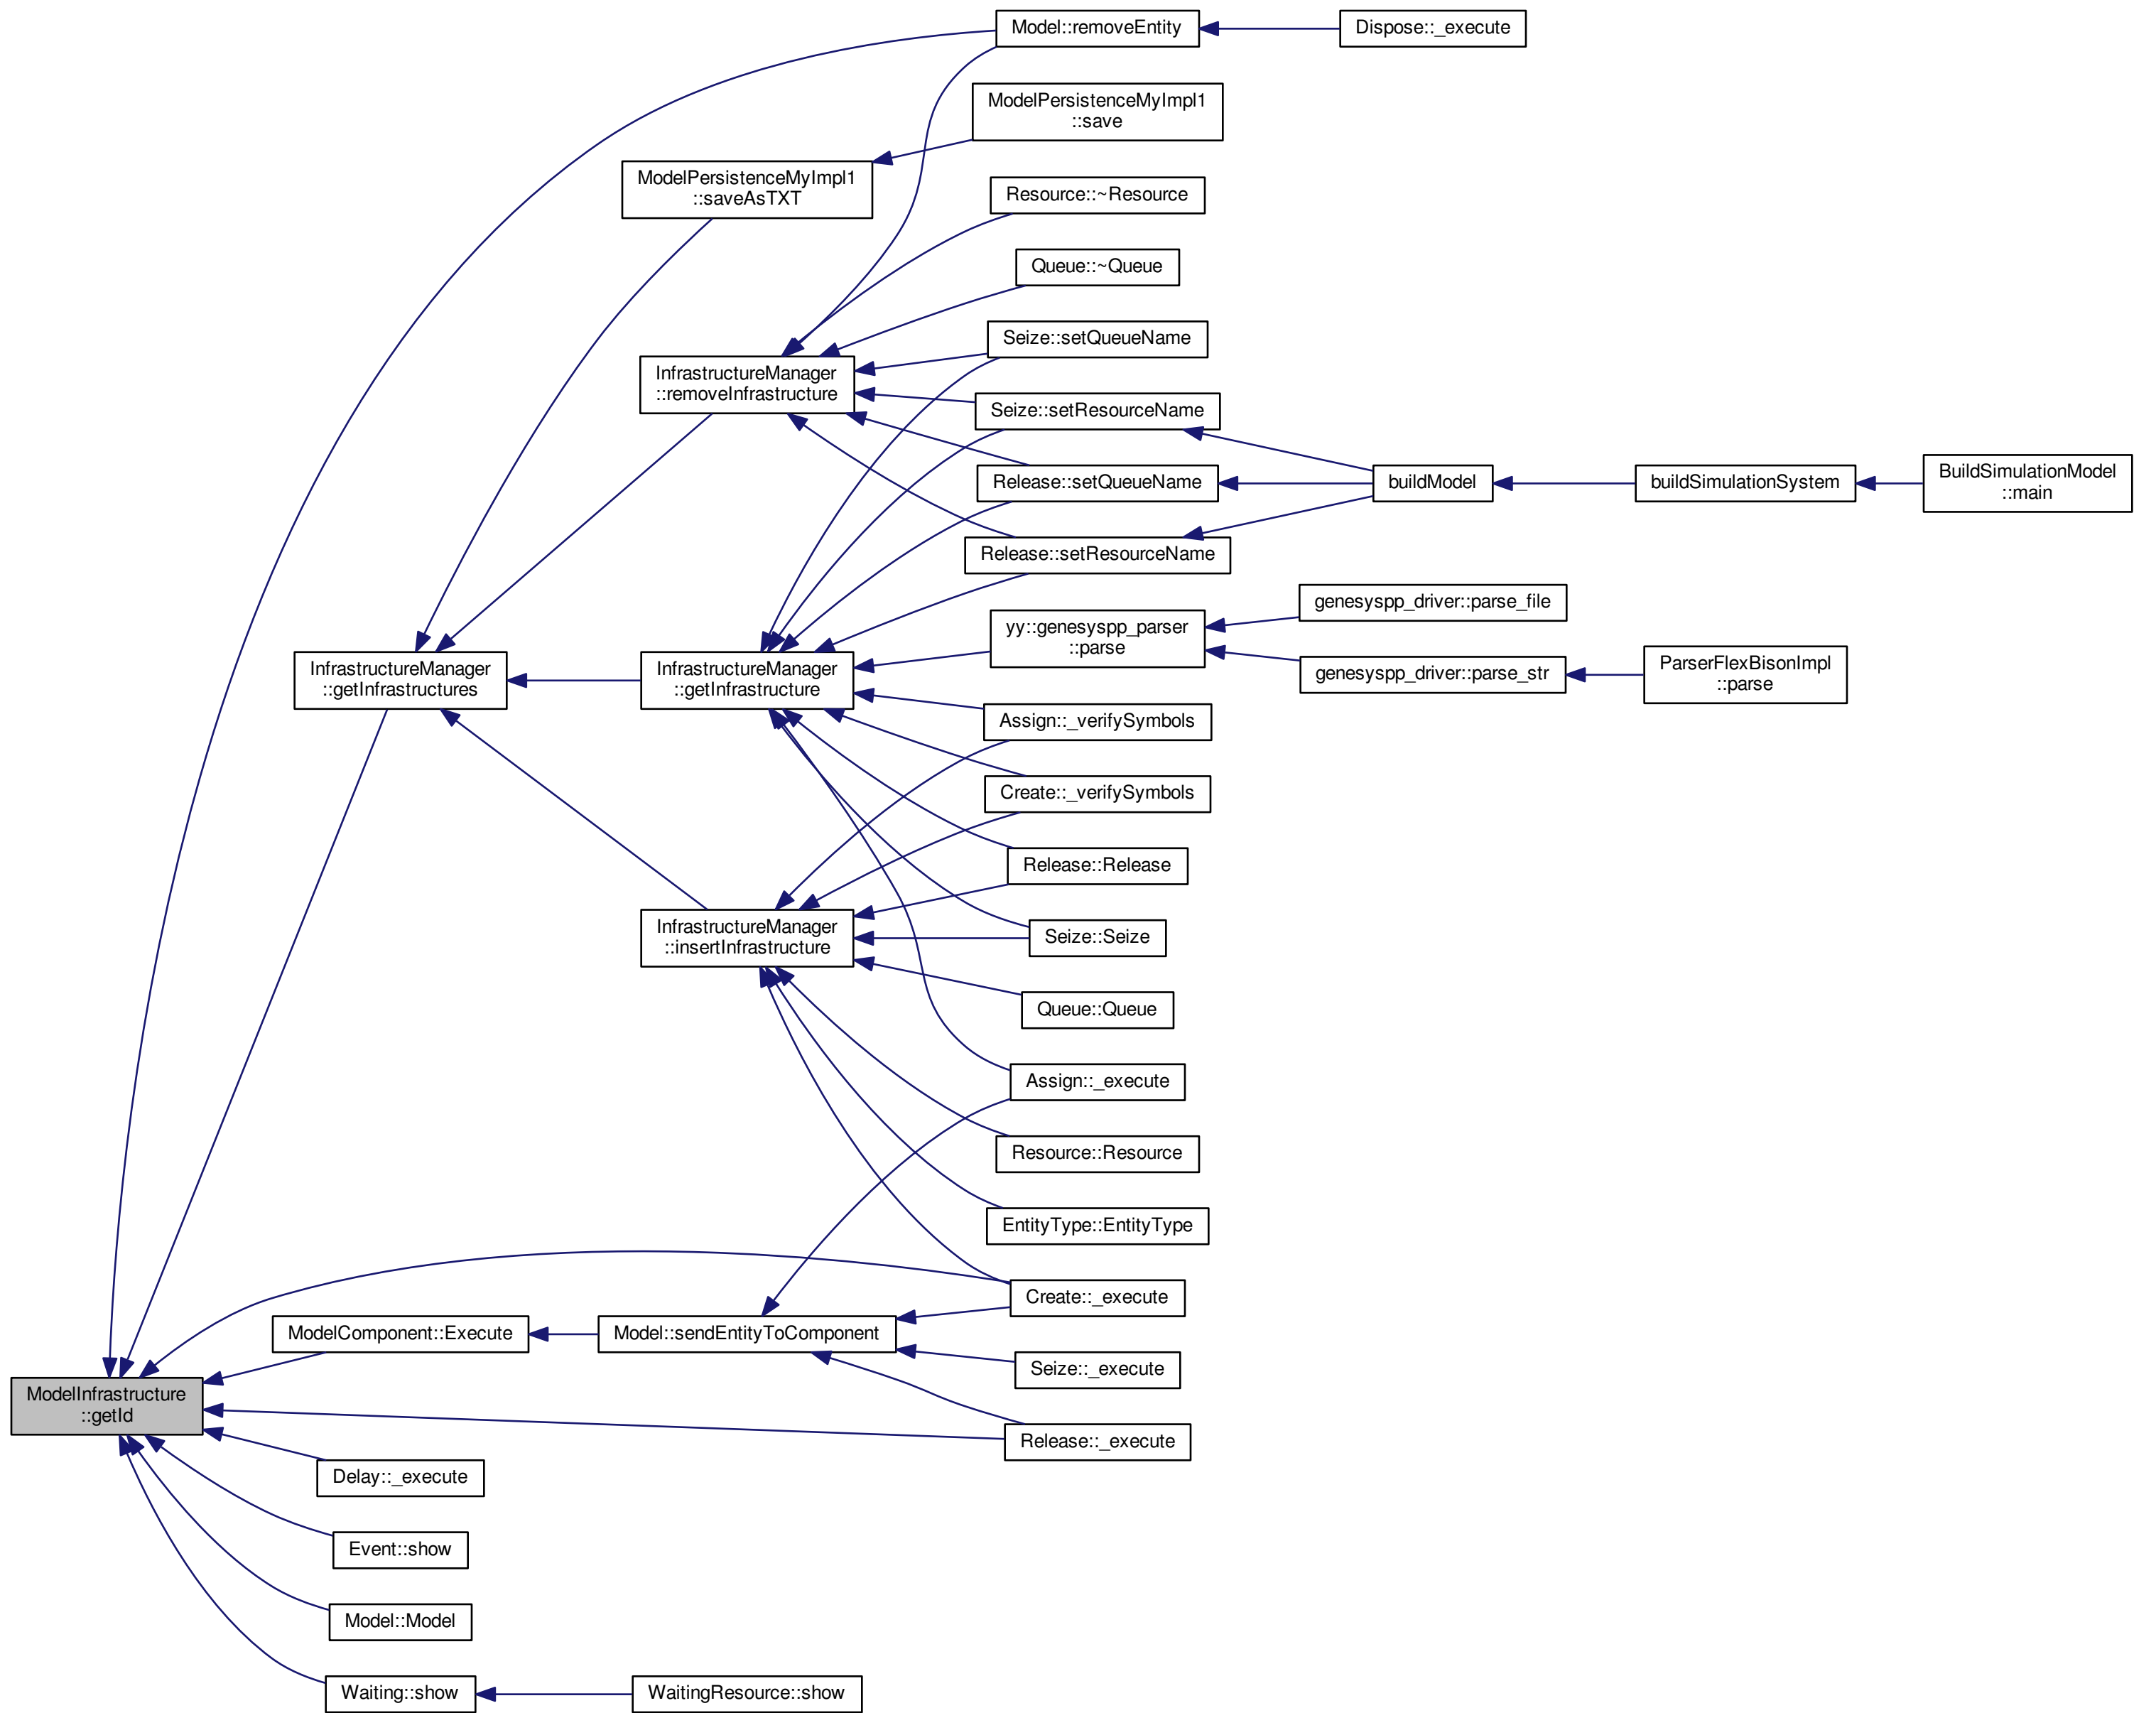 Model::removeEntity
Dispose::_execute
ModelPersistenceMyImpl1
::save
ModelPersistenceMyImpl1
::saveAsTXT
Resource::~Resource
Queue::~Queue
Seize::setQueueName
InfrastructureManager
::removeInfrastructure
Seize::setResourceName
Release::setQueueName
buildModel
buildSimulationSystem
BuildSimulationModel
::main
Release::setResourceName
genesyspp_driver::parse_file
yy::genesyspp_parser
::parse
InfrastructureManager
::getInfrastructures
InfrastructureManager
::getInfrastructure
genesyspp_driver::parse_str
ParserFlexBisonImpl
::parse
Assign::_verifySymbols
Create::_verifySymbols
Release::Release
InfrastructureManager
::insertInfrastructure
Seize::Seize
Queue::Queue
Assign::_execute
Resource::Resource
EntityType::EntityType
Create::_execute
ModelComponent::Execute
Model::sendEntityToComponent
Seize::_execute
ModelInfrastructure
::getId
Release::_execute
Delay::_execute
Event::show
Model::Model
Waiting::show
WaitingResource::show